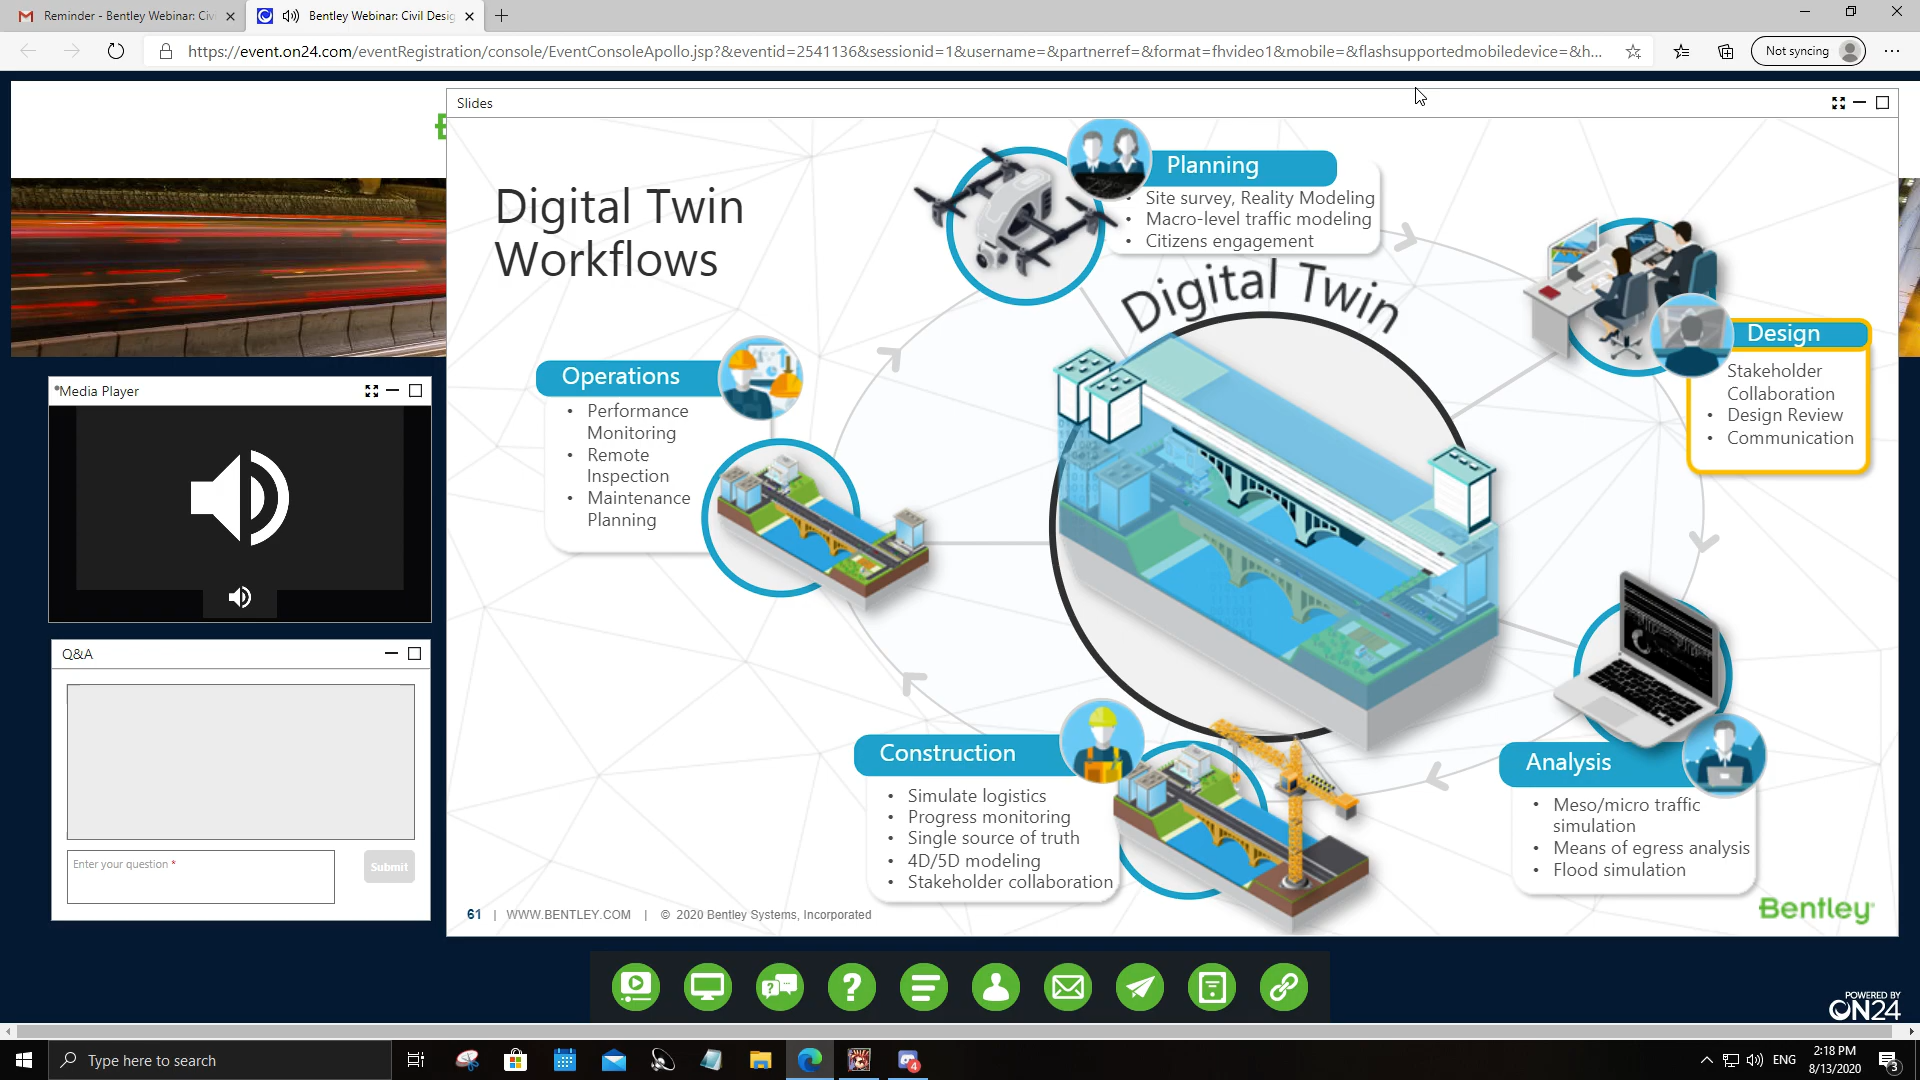 Reminder - Bentley Webinar: Civ
Bentley Webinar: Civil Desig
https://event.on24.com/eventRegistration/console/EventConsoleApollo.jsp?&eventid=2541136&sessionid=1&username=&partnerref=&format=fhvideo1&mobile=&flashsupportedmobiledevice=&h...
Not syncing
Slides
Digital Twin
Workflows
Planning
• Site survey, Reality Modeling
• Macro-level traffic modeling
• Citizens engagement
Digital Twin
Design
Stakeholder
Collaboration
• Design Review
• Communication
Operations
• Performance
Monitoring
• Remote
Inspection
• Maintenance
Planning
*Media Player
Q&A
Enter your question *
Submit
Construction
• Simulate logistics
• Progress monitoring
• Single source of truth
• 4D/5D modeling
• Stakeholder collaboration
Analysis
• Meso/micro traffic
simulation
• Means of egress analysis
• Flood simulation
61 | WWW.BENTLEY.COM | © 2020 Bentley Systems, Incorporated
Bentley
POWERED BY
ON24
Type here to search
4
ENG
2:18 PM
8/13/2020
3